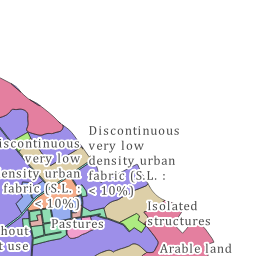 Discontinuous
very low
density urban
fabric (S.L. :
< 10%)
iscontinuous
very low
ensity urban
fabric (S.L. :
< 10%)
Isolated
structures
Pastures
hout
t use
Arable land